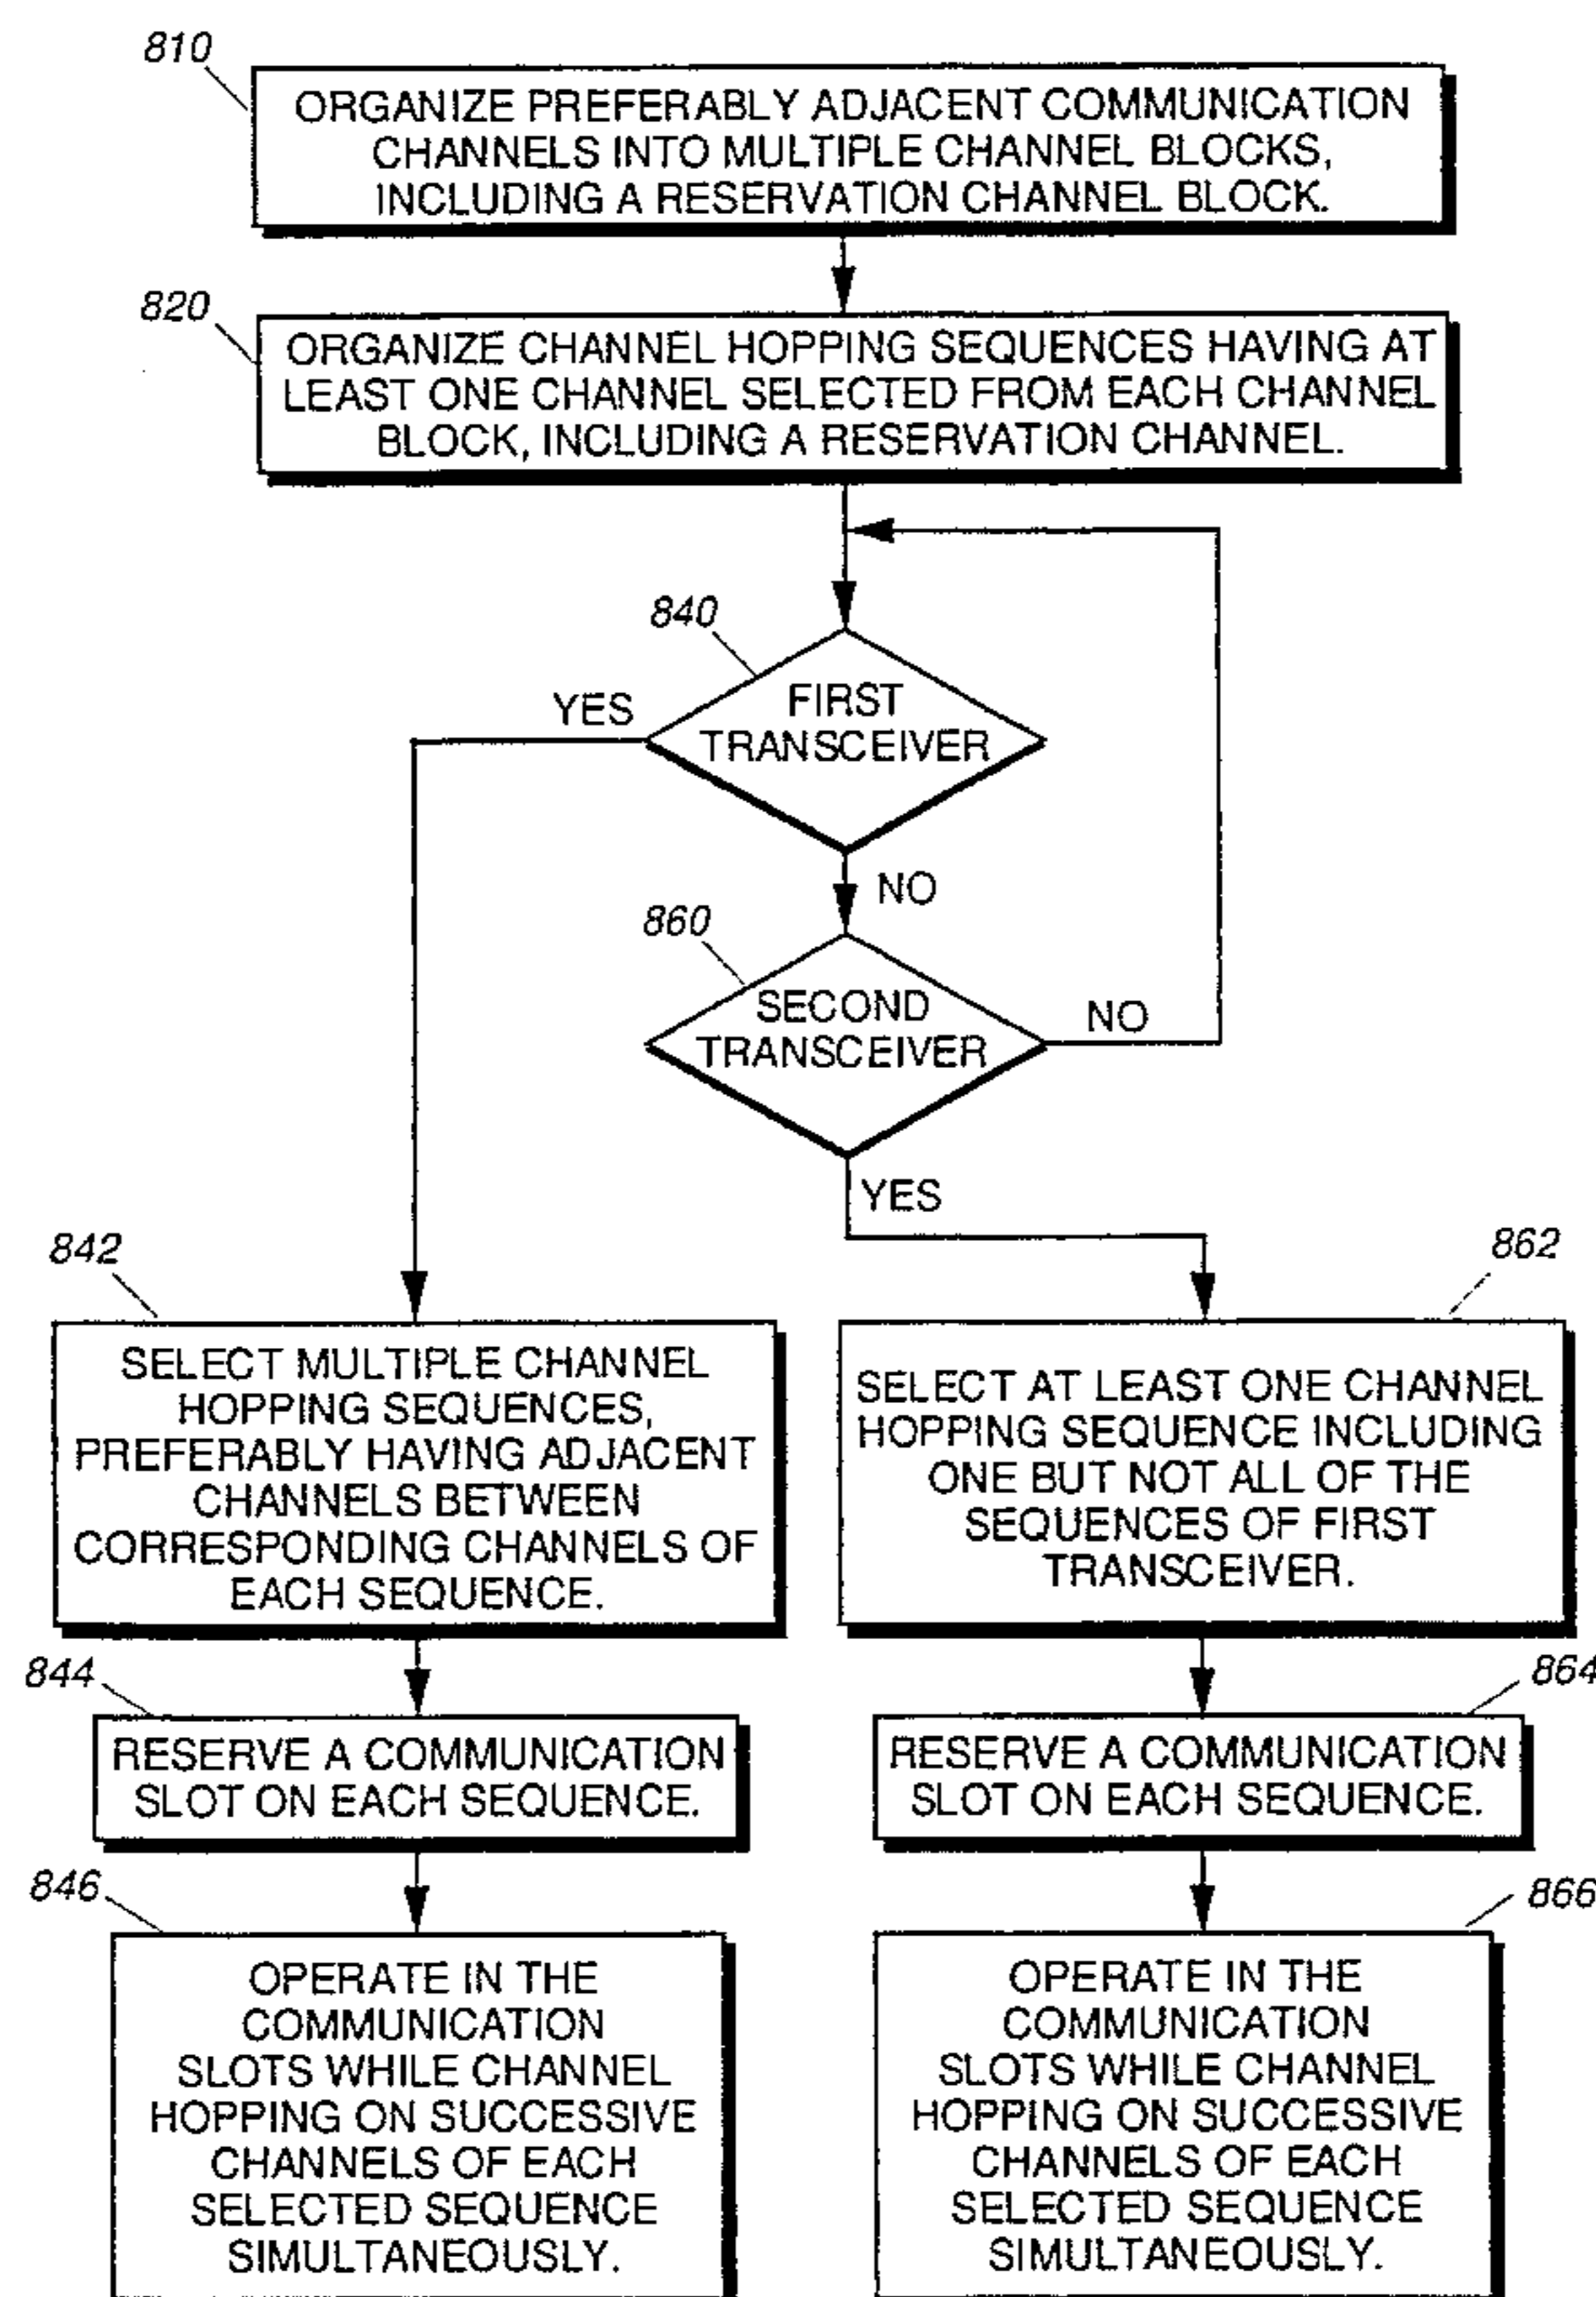 810
ORGANIZE PREFERABLY ADJACENT COMMUNICATION
CHANNELS INTO MULTIPLE CHANNEL BLOCKS,
INCLUDING A RESERVATION CHANNEL BLOCK.
820
ORGANIZE CHANNEL HOPPING SEQUENCES HAVING AT
LEAST ONE CHANNEL SELECTED FROM EACH CHANNEL
BLOCK, INCLUDING A RESERVATION CHANNEL.
840
YES
FIRST
TRANSCEIVER
NO
860
SECOND
TRANSCEIVER
NO
YES
842
SELECT MULTIPLE CHANNEL
HOPPING SEQUENCES,
PREFERABLY HAVING ADJACENT
CHANNELS BETWEEN
CORRESPONDING CHANNELS OF
EACH SEQUENCE.
862
SELECT AT LEAST ONE CHANNEL
HOPPING SEQUENCE INCLUDING
ONE BUT NOT ALL OF THE
SEQUENCES OF FIRST
TRANSCEIVER.
844
RESERVE A COMMUNICATION
SLOT ON EACH SEQUENCE.
864
RESERVE A COMMUNICATION
SLOT ON EACH SEQUENCE.
846
OPERATE IN THE
COMMUNICATION
SLOTS WHILE CHANNEL
HOPPING ON SUCCESSIVE
CHANNELS OF EACH
SELECTED SEQUENCE
SIMULTANEOUSLY.
866
OPERATE IN THE
COMMUNICATION
SLOTS WHILE CHANNEL
HOPPING ON SUCCESSIVE
CHANNELS OF EACH
SELECTED SEQUENCE
SIMULTANEOUSLY.